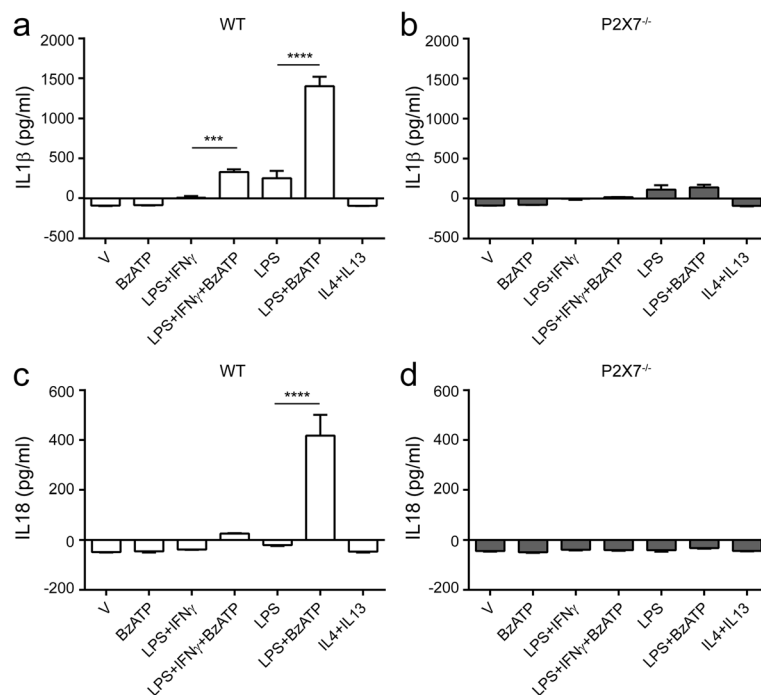 a
WT
IL1β (pg/ml)
2000
1500
1000
500
0
-500
***
****
V
BzATP
LPS+IFNγ
LPS+IFNγ+BzATP
LPS
LPS+BzATP
IL4+IL13
b
P2X7-/-
IL1β (pg/ml)
2000
1500
1000
500
0
-500
V
BzATP
LPS+IFNγ
LPS+IFNγ+BzATP
LPS
LPS+BzATP
IL4+IL13
c
WT
IL18 (pg/ml)
600
400
200
0
-200
****
V
BzATP
LPS+IFNγ
LPS+IFNγ+BzATP
LPS
LPS+BzATP
IL4+IL13
d
P2X7-/-
IL18 (pg/ml)
600
400
200
0
-200
V
BzATP
LPS+IFNγ
LPS+IFNγ+BzATP
LPS
LPS+BzATP
IL4+IL13